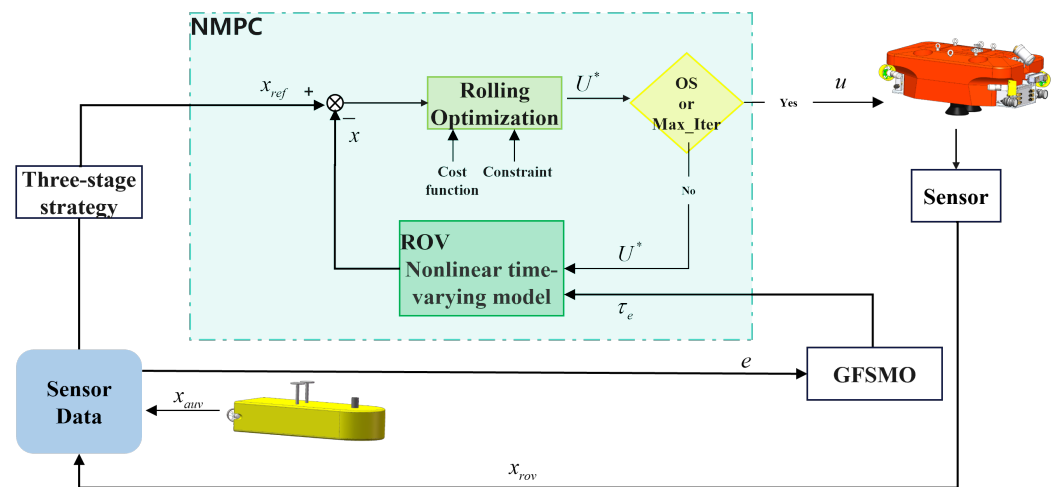 NMPC
x_ref
+
−
x
Rolling
Optimization
U*
OS
or
Max_Iter
Yes
u
Cost
function
Constraint
No
Three-stage
strategy
Sensor
ROV
Nonlinear time-
varying model
U*
τ_e
Sensor
Data
x_auv
e
GFSMO
x_rov